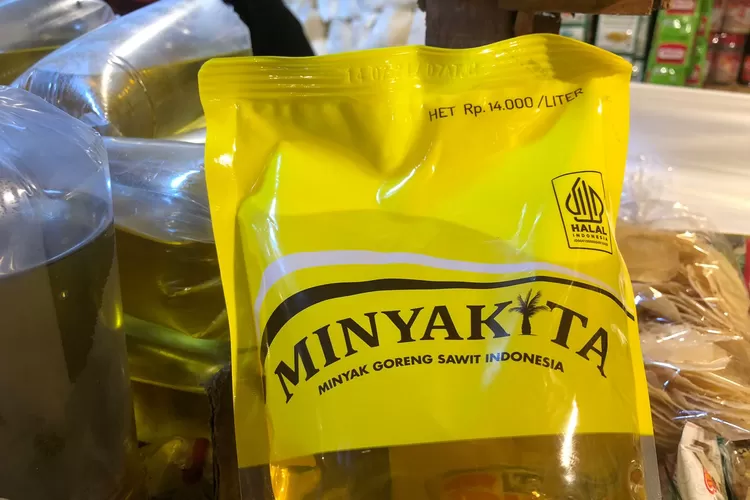 HET Rp. 14.000 /LITER
HALAL
INDONESIA
MINYAKITA
MINYAK GORENG SAWIT INDONESIA